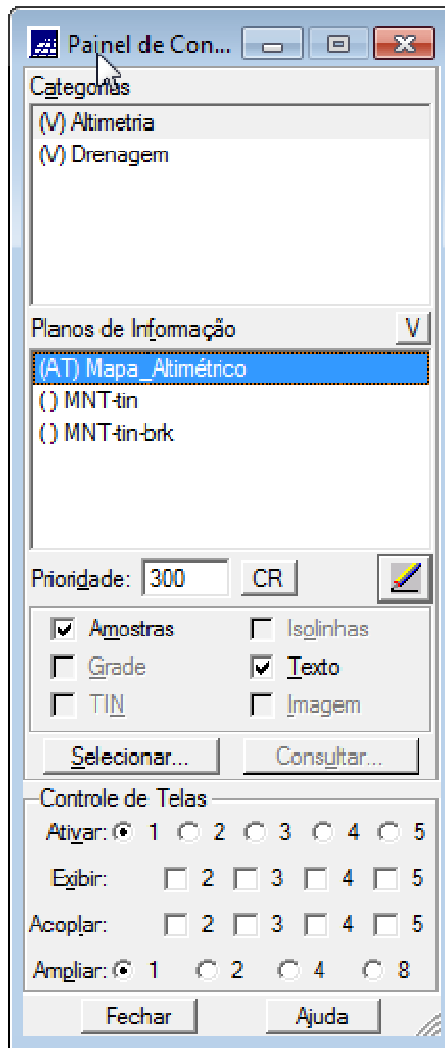 Painel de Con...
Categorias
(V) Altimetria
(V) Drenagem
Planos de Informação V
(AT) Mapa_Altimétrico
( ) MNT-tin
( ) MNT-tin-brk
Prioridade: 300 CR
Amostras Isolinhas
Grade Texto
TIN Imagem
Selecionar... Consultar...
Controle de Telas
Ativar: 1 2 3 4 5
Exibir: 2 3 4 5
Acoplar: 2 3 4 5
Ampliar: 1 2 4 8
Fechar Ajuda